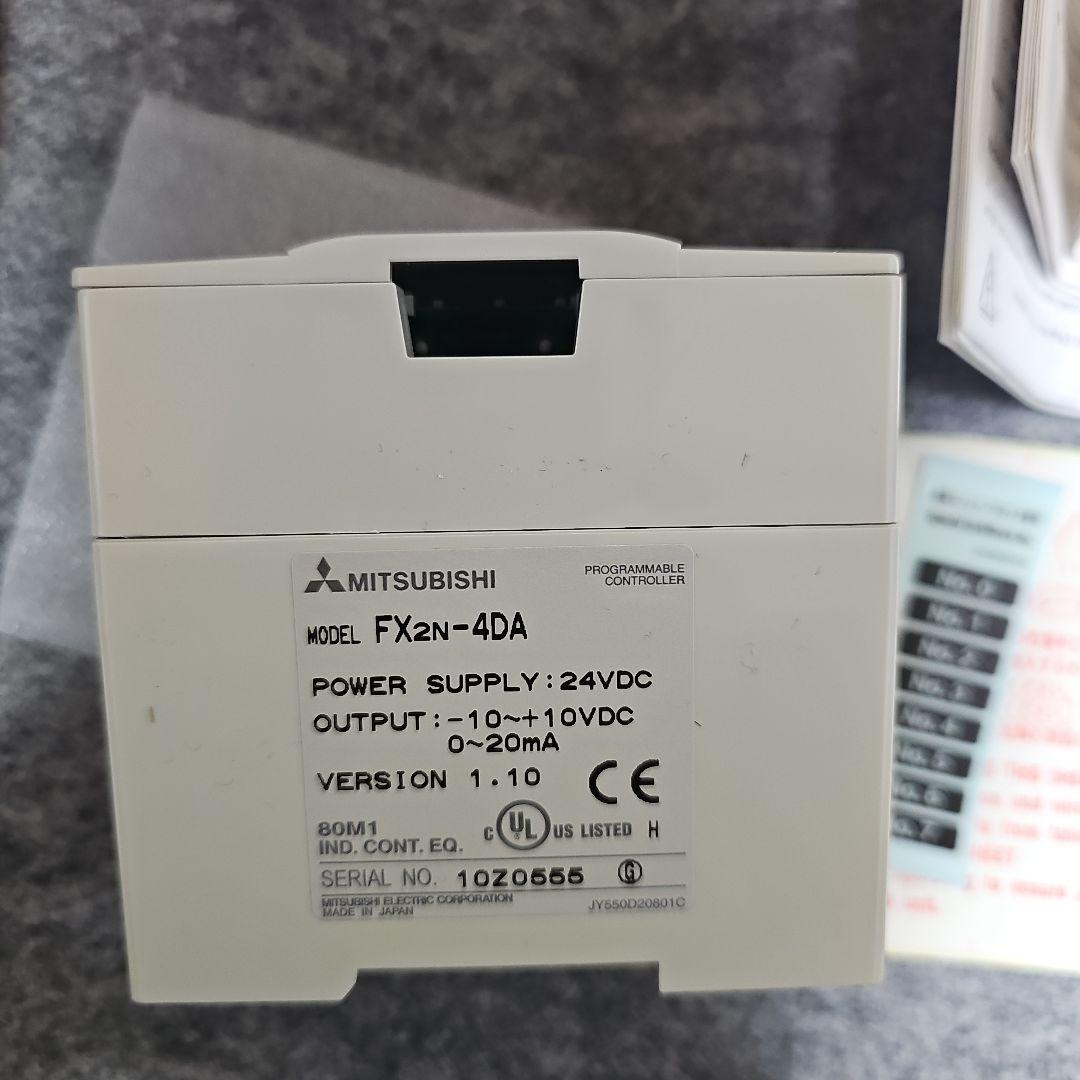 MITSUBISHI
PROGRAMMABLE
CONTROLLER
MODEL FX2N-4DA
POWER SUPPLY:24VDC
OUTPUT:-10~+10VDC
0~20mA
VERSION 1.10
CE
80M1
IND. CONT. EQ.
C UL US LISTED H
SERIAL NO. 10Z0555 G
MITSUBISHI ELECTRIC CORPORATION
MADE IN JAPAN
JY550D20801C
No. 0
No. 1
No. 2
No. 3
No. 4
No. 5
No. 6